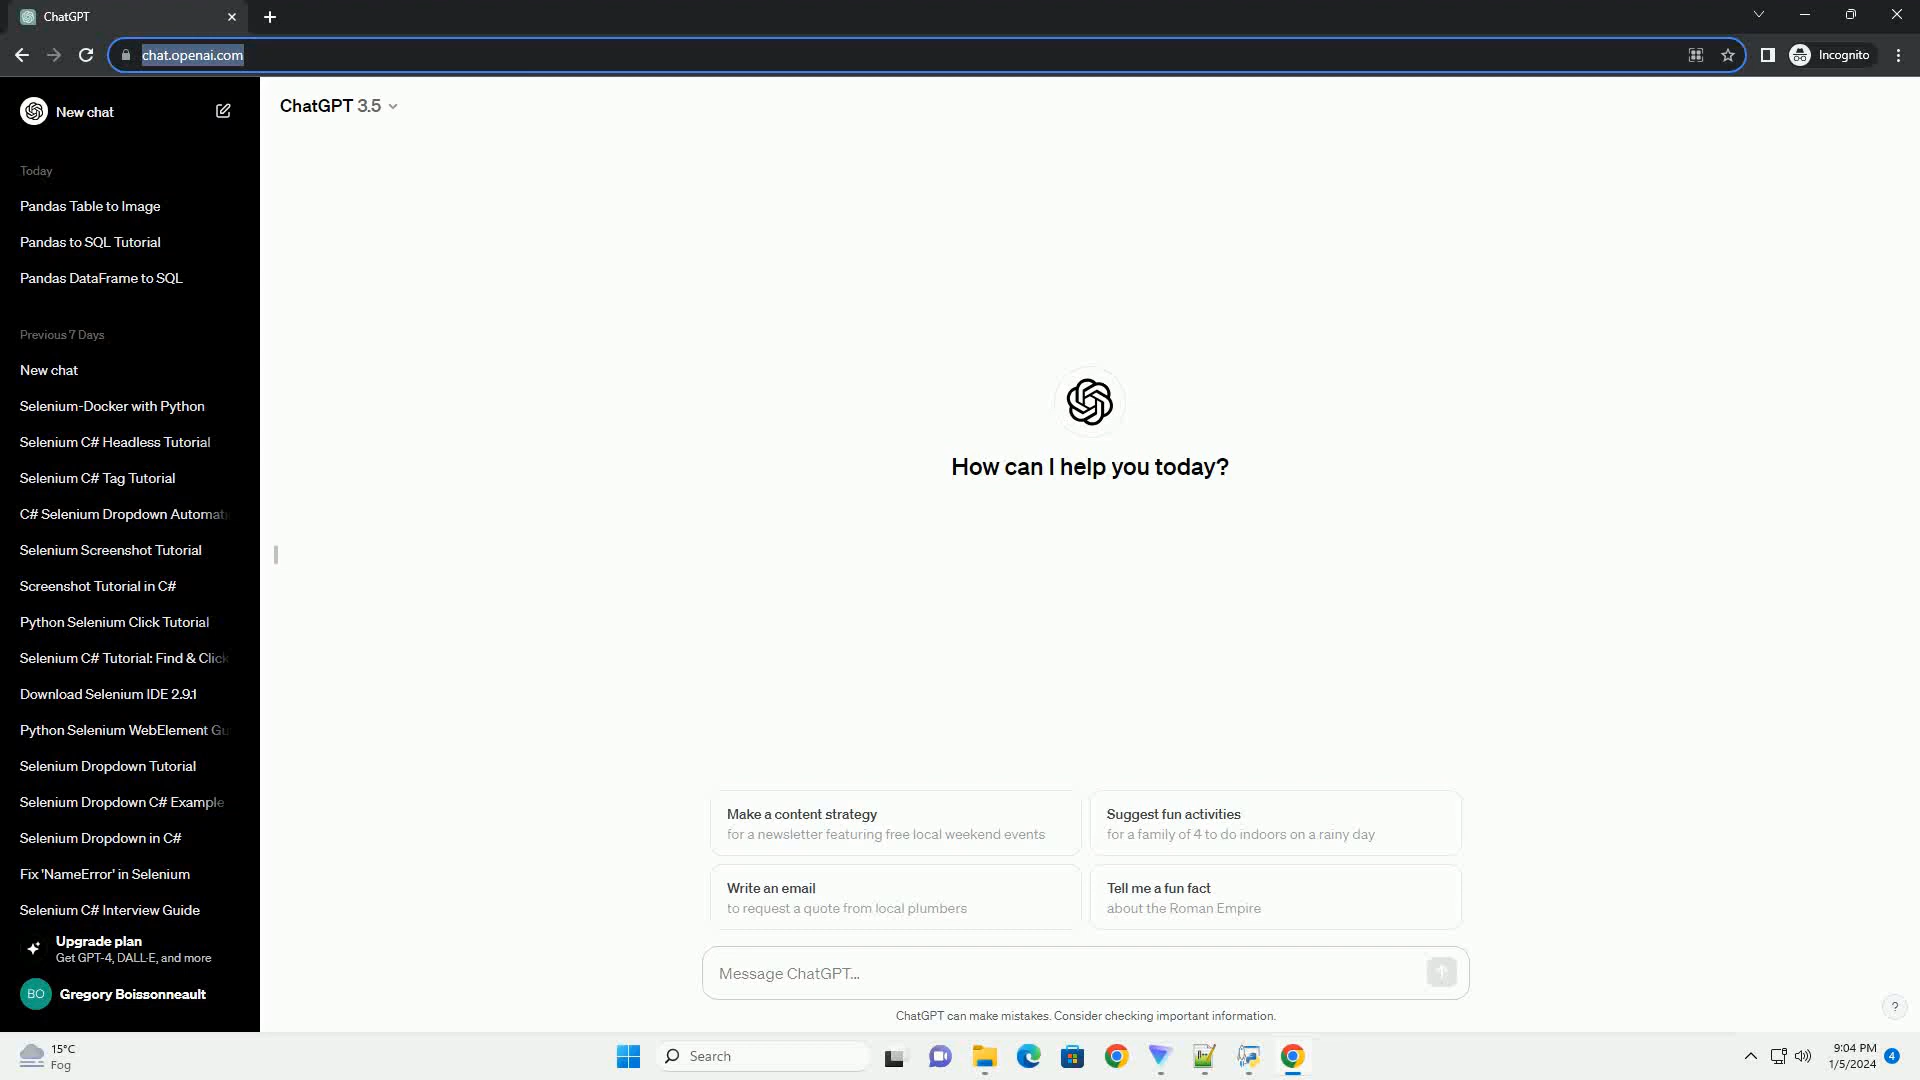 ChatGPT
chat.openai.com
Incognito
New chat
ChatGPT 3.5
Today
Pandas Table to Image
Pandas to SQL Tutorial
Pandas DataFrame to SQL
Previous 7 Days
New chat
Selenium-Docker with Python
Selenium C# Headless Tutorial
Selenium C# Tag Tutorial
C# Selenium Dropdown Automat
Selenium Screenshot Tutorial
Screenshot Tutorial in C#
Python Selenium Click Tutorial
Selenium C# Tutorial: Find & Click
Download Selenium IDE 2.9.1
Python Selenium WebElement Gu
Selenium Dropdown Tutorial
Selenium Dropdown C# Example
Selenium Dropdown in C#
Fix 'NameError' in Selenium
Selenium C# Interview Guide
Upgrade plan
Get GPT-4, DALL·E, and more
BO
Gregory Boissonneault
How can I help you today?
Make a content strategy
for a newsletter featuring free local weekend events
Suggest fun activities
for a family of 4 to do indoors on a rainy day
Write an email
to request a quote from local plumbers
Tell me a fun fact
about the Roman Empire
Message ChatGPT...
ChatGPT can make mistakes. Consider checking important information.
?
15°C
Fog
Search
9:04 PM
1/5/2024
4